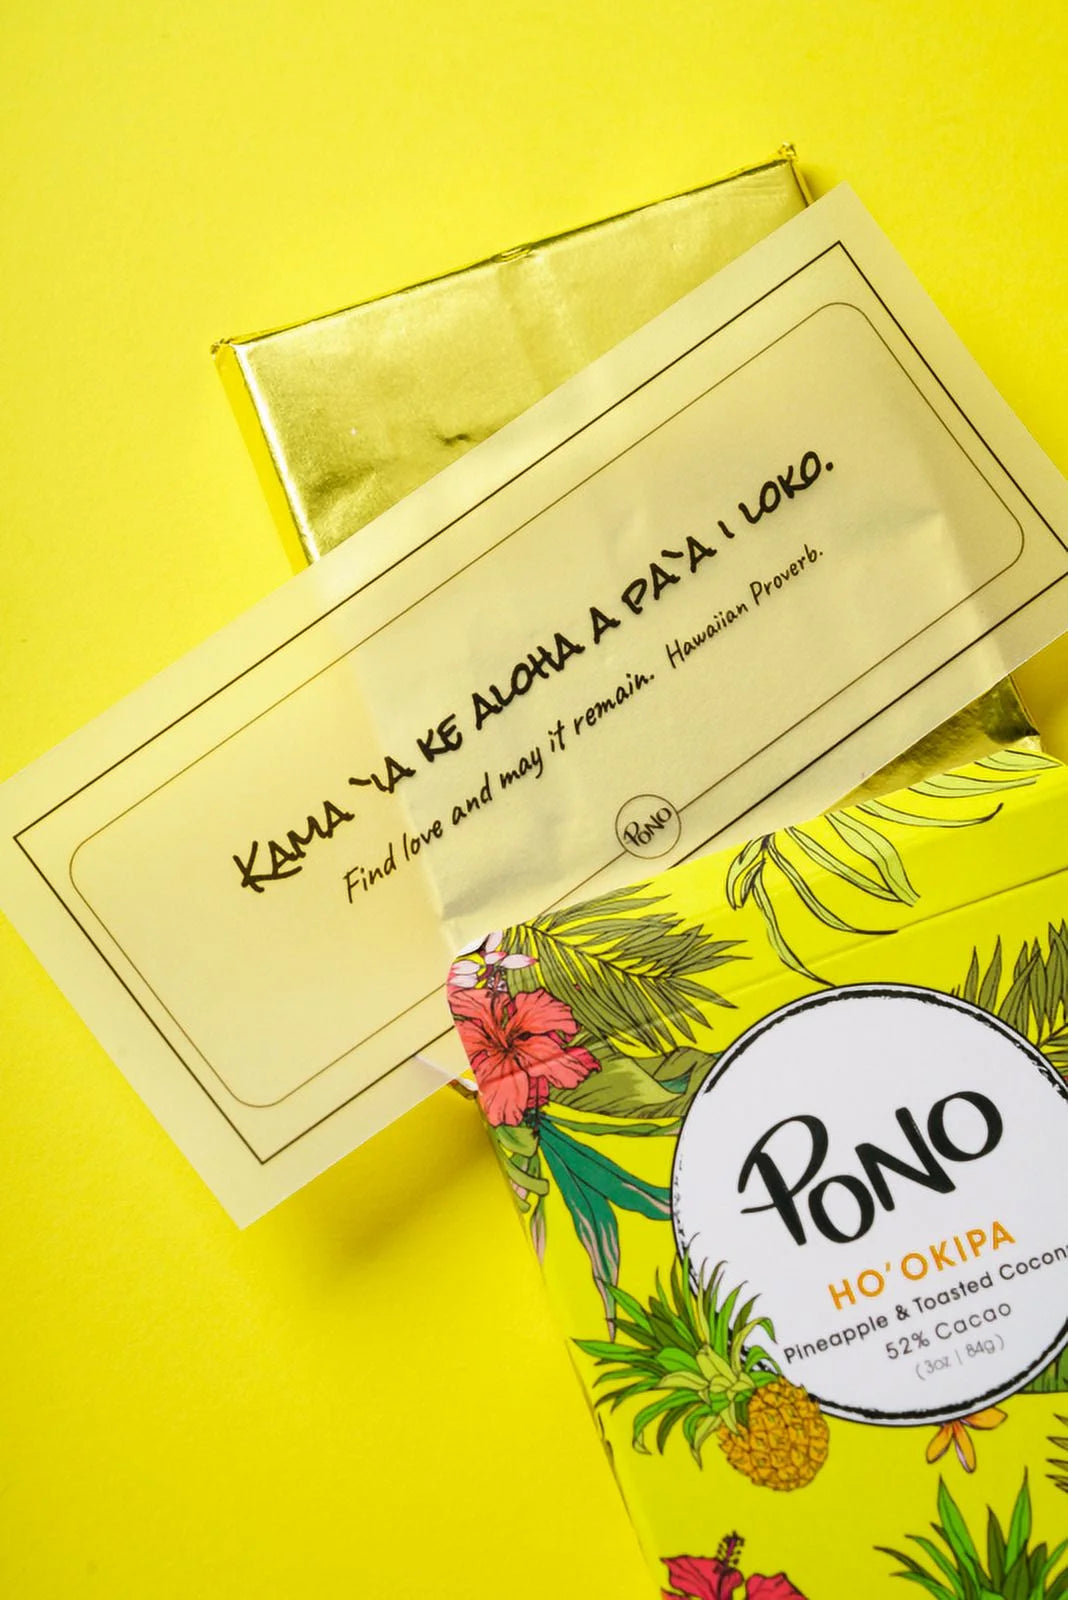 KAMA `IA KE ALOHA A PA`A I LOKO.
Find love and may it remain. Hawaiian Proverb.
PONO
PONO
HO'OKIPA
Pineapple & Toasted Cocon
52% Cacao
(3oz | 84g)